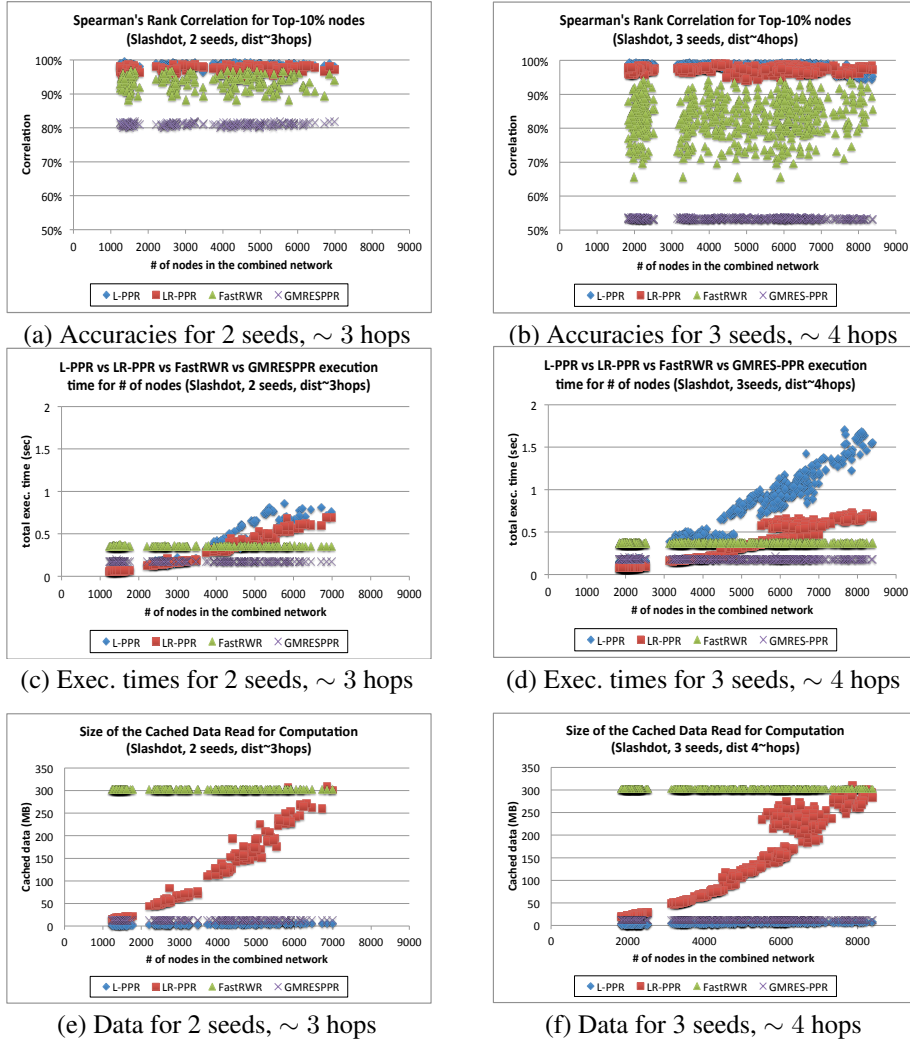 Spearman's Rank Correlation for Top-10% nodes
(Slashdot, 2 seeds, dist~3hops)
100%
90%
80%
70%
60%
50%
Correlation
0 1000 2000 3000 4000 5000 6000 7000 8000 9000
# of nodes in the combined network
L-PPR LR-PPR FastRWR GMRESPPR
(a) Accuracies for 2 seeds, ∼ 3 hops
Spearman's Rank Correlation for Top-10% nodes
(Slashdot, 3 seeds, dist~4hops)
100%
90%
80%
70%
60%
50%
Correlation
0 1000 2000 3000 4000 5000 6000 7000 8000 9000
# of nodes in the combined network
L-PPR LR-PPR FastRWR GMRES-PPR
(b) Accuracies for 3 seeds, ∼ 4 hops
L-PPR vs LR-PPR vs FastRWR vs GMRESPPR execution
time for # of nodes (Slashdot, 2 seeds, dist~3hops)
2
1.5
1
0.5
0
total exec. time (sec)
0 1000 2000 3000 4000 5000 6000 7000 8000 9000
# of nodes in the combined network
L-PPR LR-PPR FastRWR GMRESPPR
(c) Exec. times for 2 seeds, ∼ 3 hops
L-PPR vs LR-PPR vs FastRWR vs GMRES-PPR execution
time for # of nodes (Slashdot, 3seeds, dist~4hops)
2
1.5
1
0.5
0
total exec. time (sec)
0 1000 2000 3000 4000 5000 6000 7000 8000 9000
# of nodes in the combined network
L-PPR LR-PPR FastRWR GMRES-PPR
(d) Exec. times for 3 seeds, ∼ 4 hops
Size of the Cached Data Read for Computation
(Slashdot, 2 seeds, dist~3hops)
350
300
250
200
150
100
50
0
Cached data (MB)
0 1000 2000 3000 4000 5000 6000 7000 8000 9000
# of nodes in the combined network
L-PPR LR-PPR FastRWR GMRES-PPR
(e) Data for 2 seeds, ∼ 3 hops
Size of the Cached Data Read for Computation
(Slashdot, 3 seeds, dist 4~hops)
350
300
250
200
150
100
50
0
Cached data (MB)
0 2000 4000 6000 8000
# of nodes in the combined network
L-PPR LR-PPR FastRWR GMRES-PPR
(f) Data for 3 seeds, ∼ 4 hops